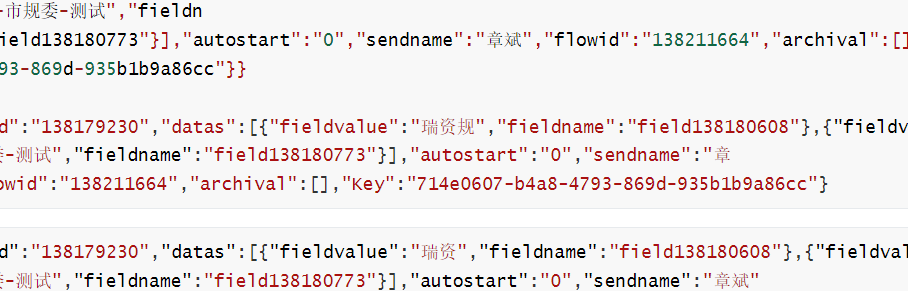 -市规委-测试","fieldn
ield138180773"}],"autostart":"0","sendname":"章斌","flowid":"138211664","archival":[]
93-869d-935b1b9a86cc"}}
d":"138179230","datas":[{"fieldvalue":"瑞资规","fieldname":"field138180608"},{"fieldv
-测试","fieldname":"field138180773"}],"autostart":"0","sendname":"章
owid":"138211664","archival":[],"Key":"714e0607-b4a8-4793-869d-935b1b9a86cc"}
d":"138179230","datas":[{"fieldvalue":"瑞资","fieldname":"field138180608"},{"fieldval
委-测试","fieldname":"field138180773"}],"autostart":"0","sendname":"章斌"